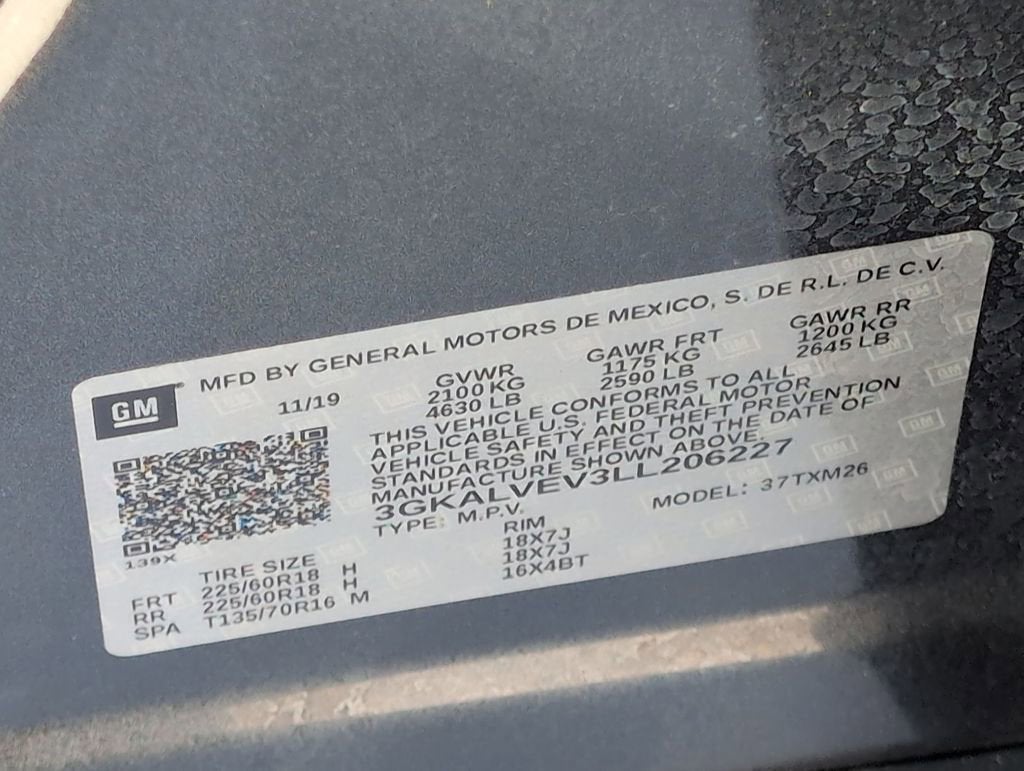 MFD BY GENERAL MOTORS DE MEXICO, S. DE R.L. DE C.V.
GM
11/19
GVWR GAWR FRT GAWR RR
2100 KG 1175 KG 1200 KG
4630 LB 2590 LB 2645 LB
THIS VEHICLE CONFORMS TO ALL
APPLICABLE U.S. FEDERAL MOTOR
VEHICLE SAFETY AND THEFT PREVENTION
STANDARDS IN EFFECT ON THE DATE OF
MANUFACTURE SHOWN ABOVE.
3GKALVEV3LL206227
TYPE: M.P.V. MODEL: 37TXM26
139X
TIRE SIZE RIM
FRT 225/60R18 H 18X7J
RR 225/60R18 H 18X7J
SPA T135/70R16 M 16X4BT